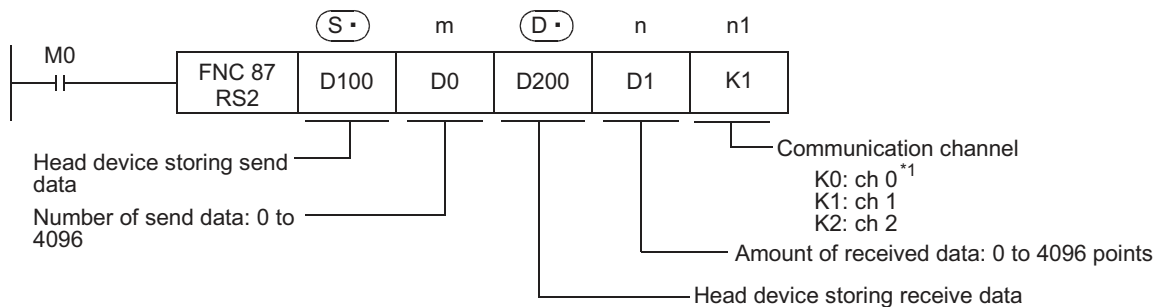 S· m D· n n1
M0
FNC 87
RS2
D100 D0 D200 D1 K1
Head device storing send
data
Number of send data: 0 to
4096
Communication channel
K0: ch 0*1
K1: ch 1
K2: ch 2
Amount of received data: 0 to 4096 points
Head device storing receive data